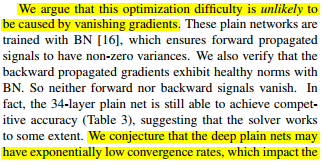 We argue that this optimization difficulty is unlikely to
be caused by vanishing gradients. These plain networks are
trained with BN [16], which ensures forward propagated
signals to have non-zero variances. We also verify that the
backward propagated gradients exhibit healthy norms with
BN. So neither forward nor backward signals vanish. In
fact, the 34-layer plain net is still able to achieve compet-
itive accuracy (Table 3), suggesting that the solver works
to some extent. We conjecture that the deep plain nets may
have exponentially low convergence rates, which impact the